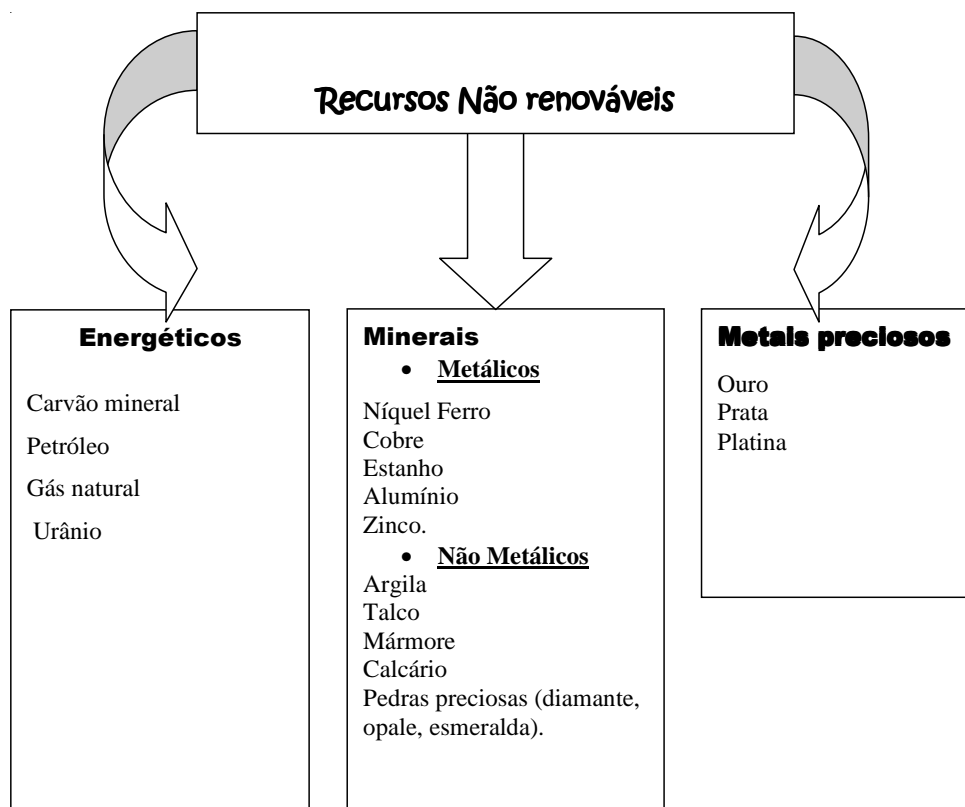 Recursos Não renováveis
Energéticos
Carvão mineral
Petróleo
Gás natural
Urânio
Minerais
• Metálicos
Níquel Ferro
Cobre
Estanho
Alumínio
Zinco.
• Não Metálicos
Argila
Talco
Mármore
Calcário
Pedras preciosas (diamante,
opale, esmeralda).
Metais preciosos
Ouro
Prata
Platina